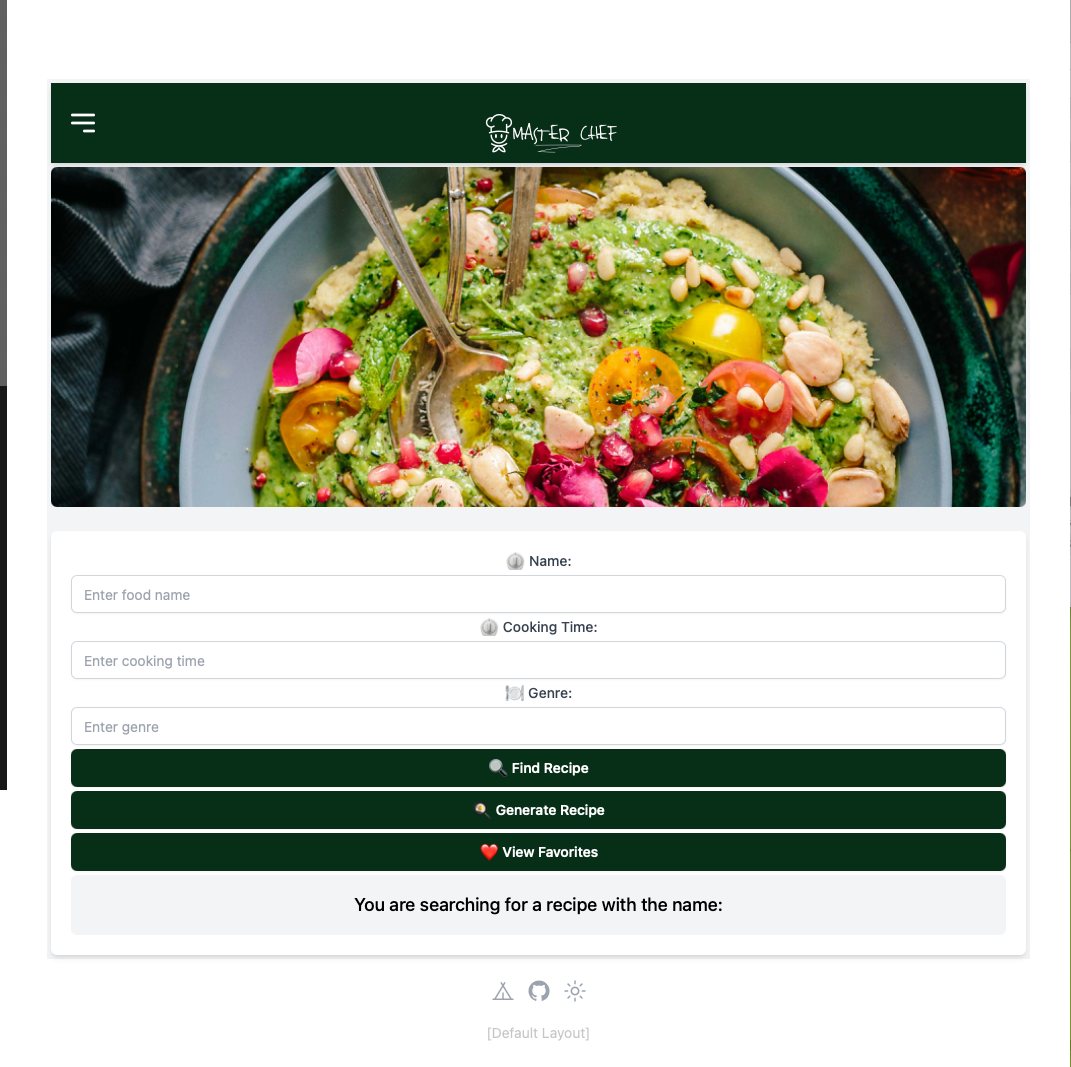 MASTER CHEF
Name:
Enter food name
Cooking Time:
Enter cooking time
Genre:
Enter genre
Find Recipe
Generate Recipe
View Favorites
You are searching for a recipe with the name:
[Default Layout]